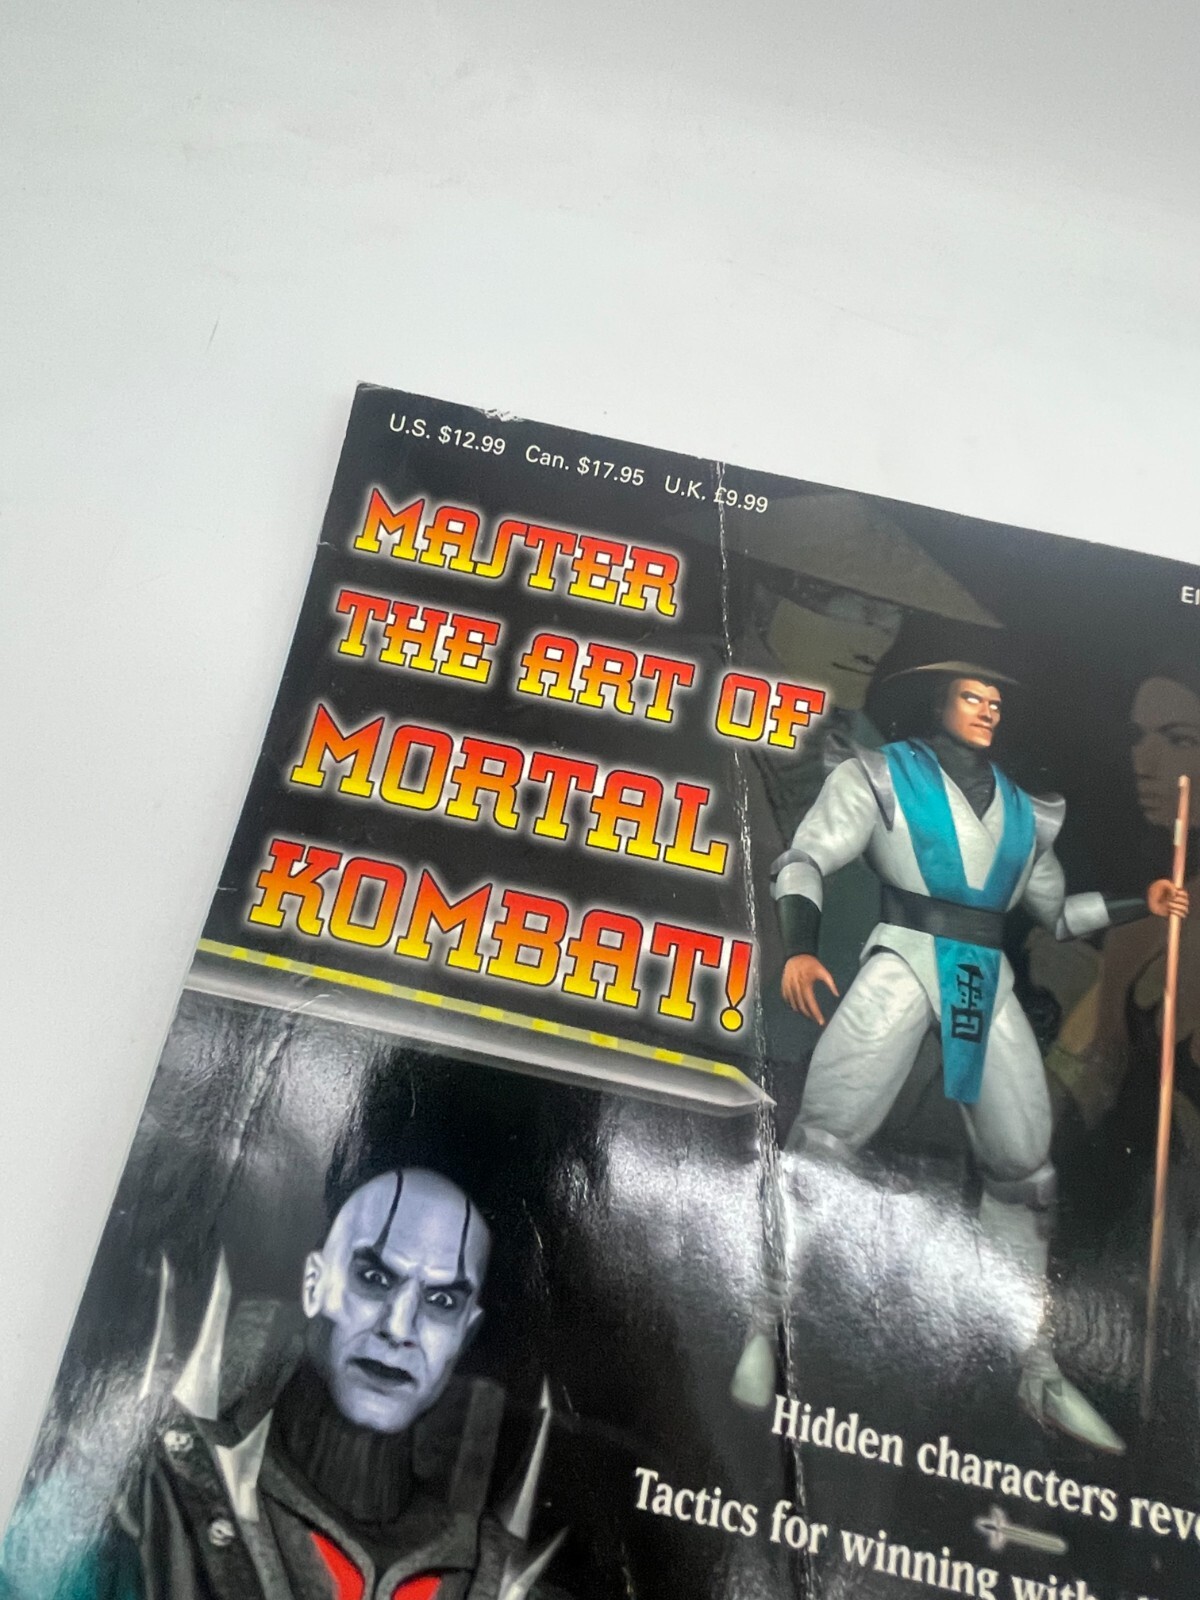 U.S. $12.99 Can. $17.95 U.K. £9.99
MASTER
THE ART OF
MORTAL
KOMBAT!
Hidden characters
Tactics for winning with